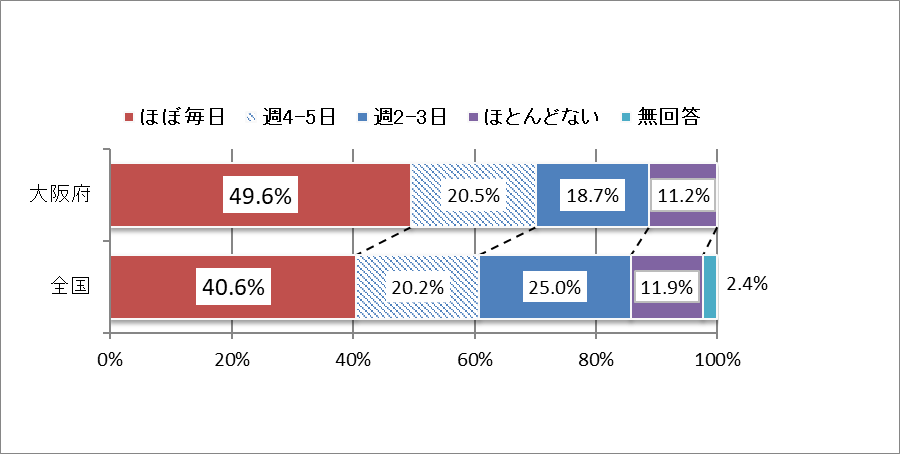 ほぼ毎日 週4-5日 週2-3日 ほとんどない 無回答
大阪府 49.6% 20.5% 18.7% 11.2%
全国 40.6% 20.2% 25.0% 11.9% 2.4%
0% 20% 40% 60% 80% 100%